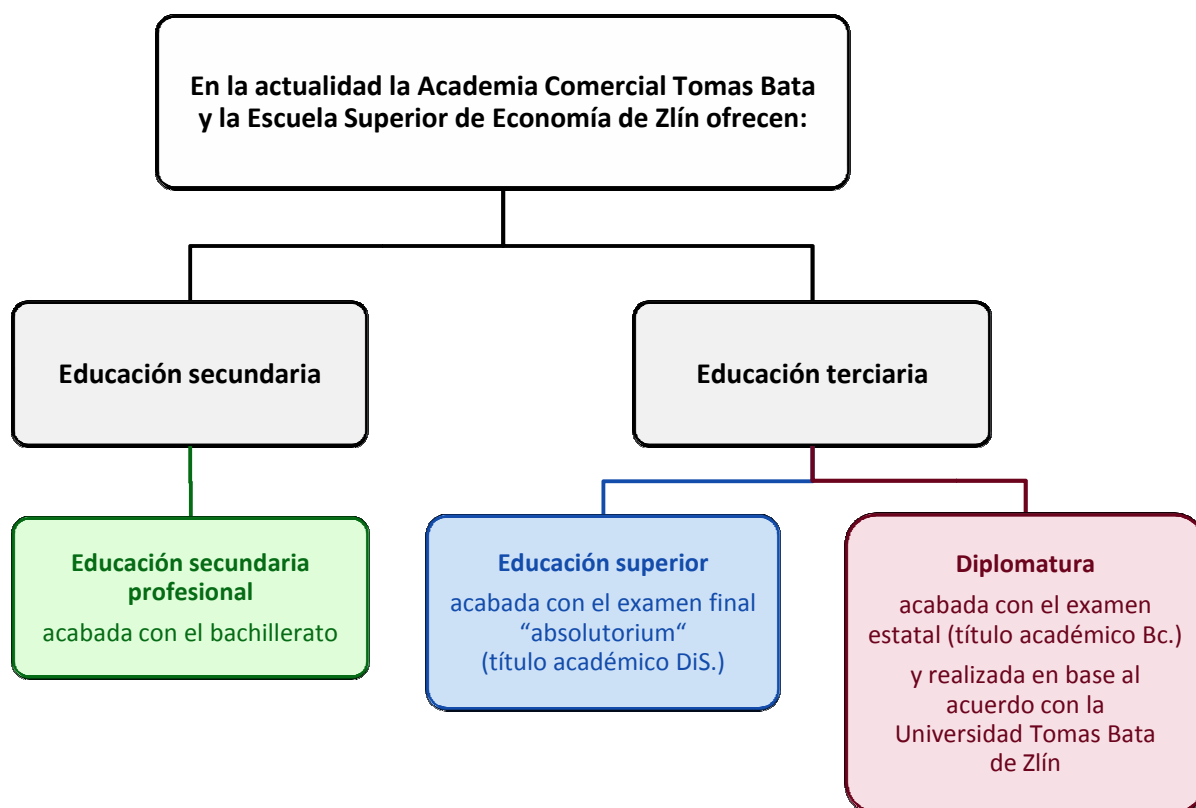 En la actualidad la Academia Comercial Tomas Bata
y la Escuela Superior de Economía de Zlín ofrecen:
Educación secundaria
Educación terciaria
Educación secundaria
profesional
acabada con el bachillerato
Educación superior
acabada con el examen final
“absolutorium“
(título académico DiS.)
Diplomatura
acabada con el examen
estatal (título académico Bc.)
y realizada en base al
acuerdo con la
Universidad Tomas Bata
de Zlín